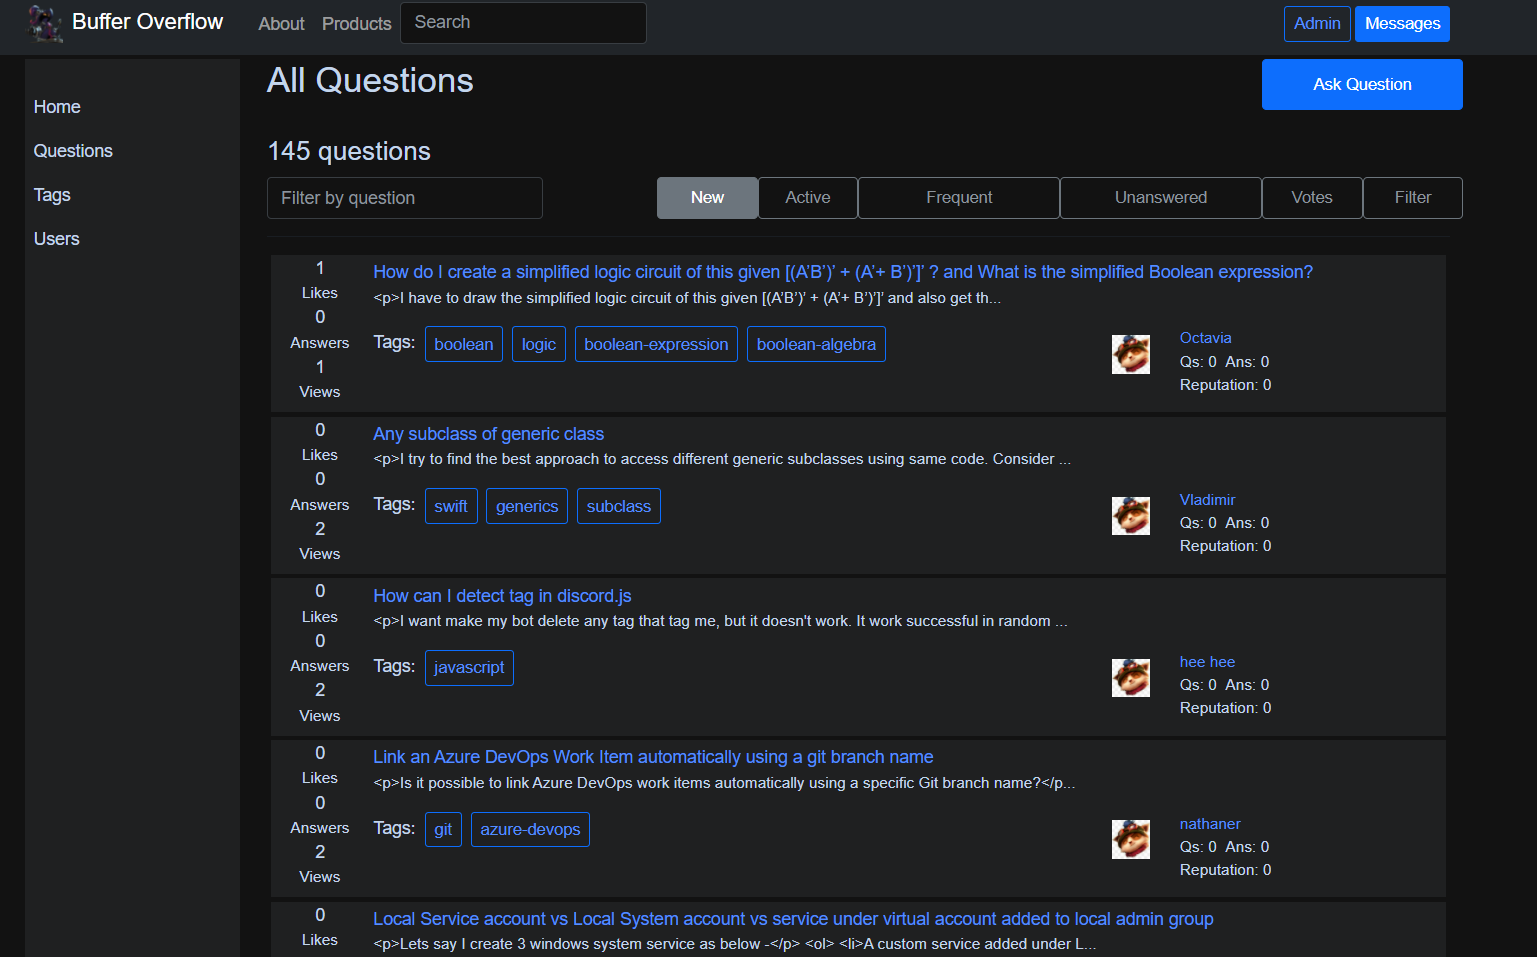 Buffer Overflow About Products Search Admin Messages
Home
Questions
Tags
Users
All Questions Ask Question
145 questions
Filter by question New Active Frequent Unanswered Votes Filter
1
Likes
0
Answers
1
Views
How do I create a simplified logic circuit of this given [(A’B’)’ + (A’+ B’)’]’ ? and What is the simplified Boolean expression?
<p>I have to draw the simplified logic circuit of this given [(A’B’)’ + (A’+ B’)’]’ and also get th...
Tags: boolean logic boolean-expression boolean-algebra
Octavia
Qs: 0 Ans: 0
Reputation: 0
0
Likes
0
Answers
2
Views
Any subclass of generic class
<p>I try to find the best approach to access different generic subclasses using same code. Consider ...
Tags: swift generics subclass
Vladimir
Qs: 0 Ans: 0
Reputation: 0
0
Likes
0
Answers
2
Views
How can I detect tag in discord.js
<p>I want make my bot delete any tag that tag me, but it doesn't work. It work successful in random ...
Tags: javascript
hee hee
Qs: 0 Ans: 0
Reputation: 0
0
Likes
0
Answers
2
Views
Link an Azure DevOps Work Item automatically using a git branch name
<p>Is it possible to link Azure DevOps work items automatically using a specific Git branch name?</p...
Tags: git azure-devops
nathaner
Qs: 0 Ans: 0
Reputation: 0
0
Likes
Local Service account vs Local System account vs service under virtual account added to local admin group
<p>Lets say I create 3 windows system service as below -</p> <ol> <li>A custom service added under L...